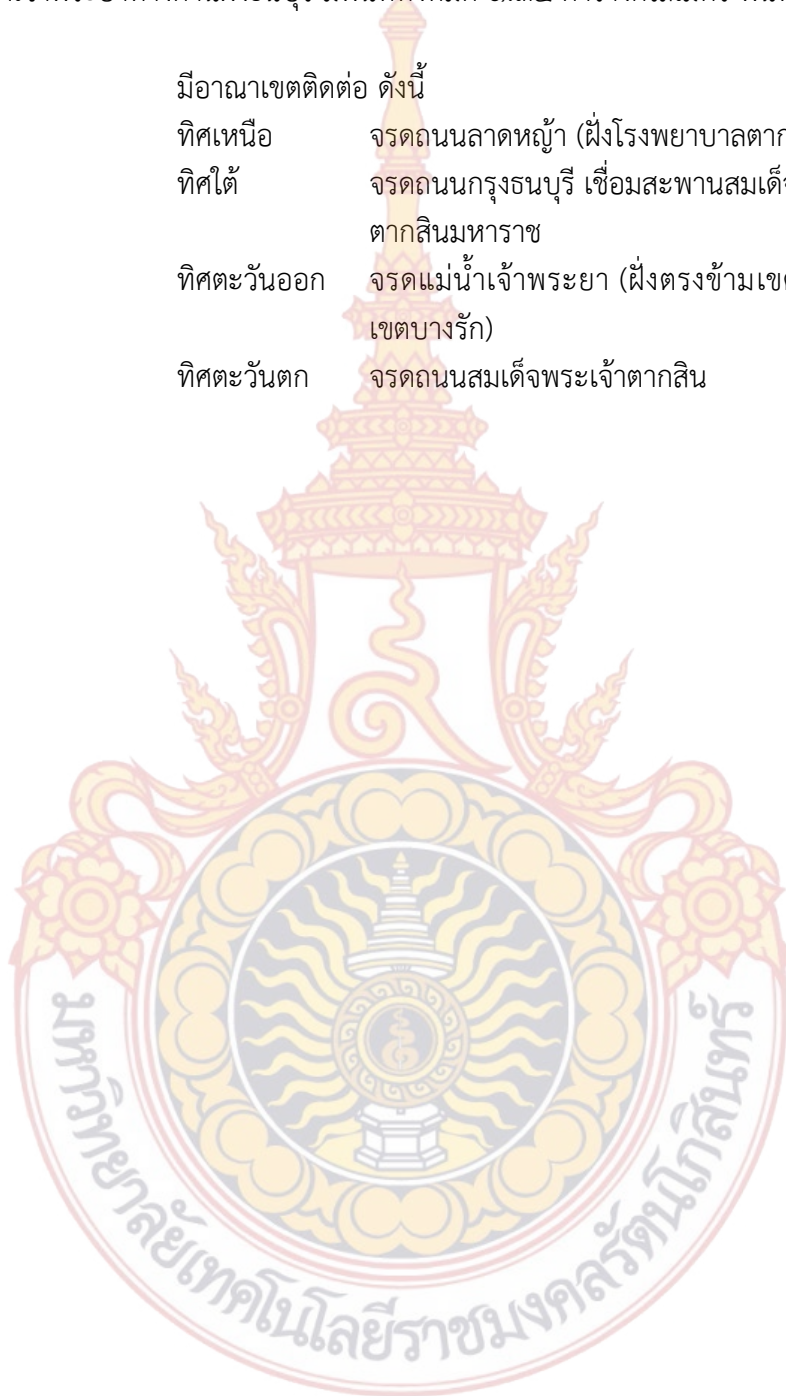 มีอาณาเขตติดต่อ ดังนี้
ทิศเหนือ จรดถนนลาดหญ้า (ฝั่งโรงพยาบาลตาก
ทิศใต้ จรดถนนกรุงธนบุรี เชื่อมสะพานสมเด็จ
ตากสินมหาราช
ทิศตะวันออก จรดแม่น้ำเจ้าพระยา (ฝั่งตรงข้ามเข
เขตบางรัก)
ทิศตะวันตก จรดถนนสมเด็จพระเจ้าตากสิน
มหาวิทยาลัยเทคโนโลยีราชมงคลรัตนโกสินทร์